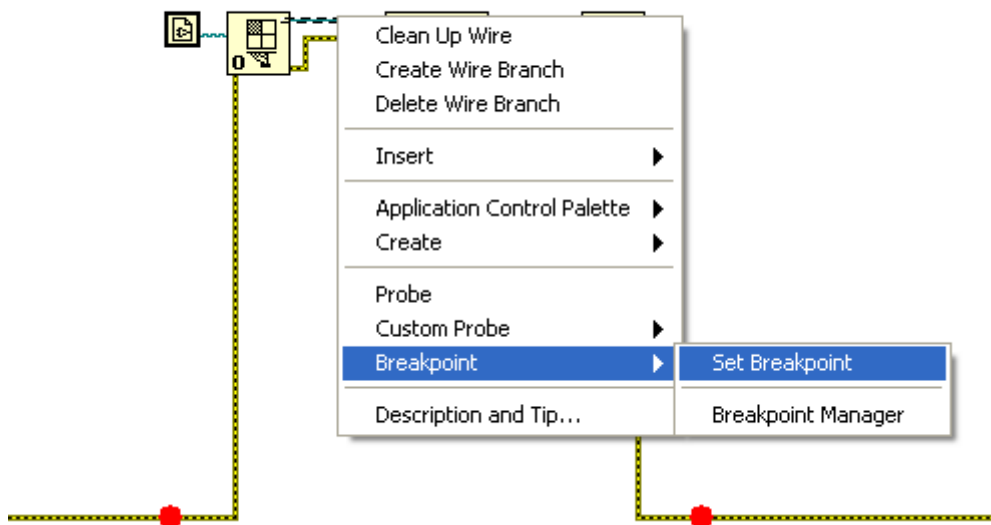 0
Clean Up Wire
Create Wire Branch
Delete Wire Branch
Insert
Application Control Palette
Create
Probe
Custom Probe
Breakpoint
Set Breakpoint
Description and Tip...
Breakpoint Manager